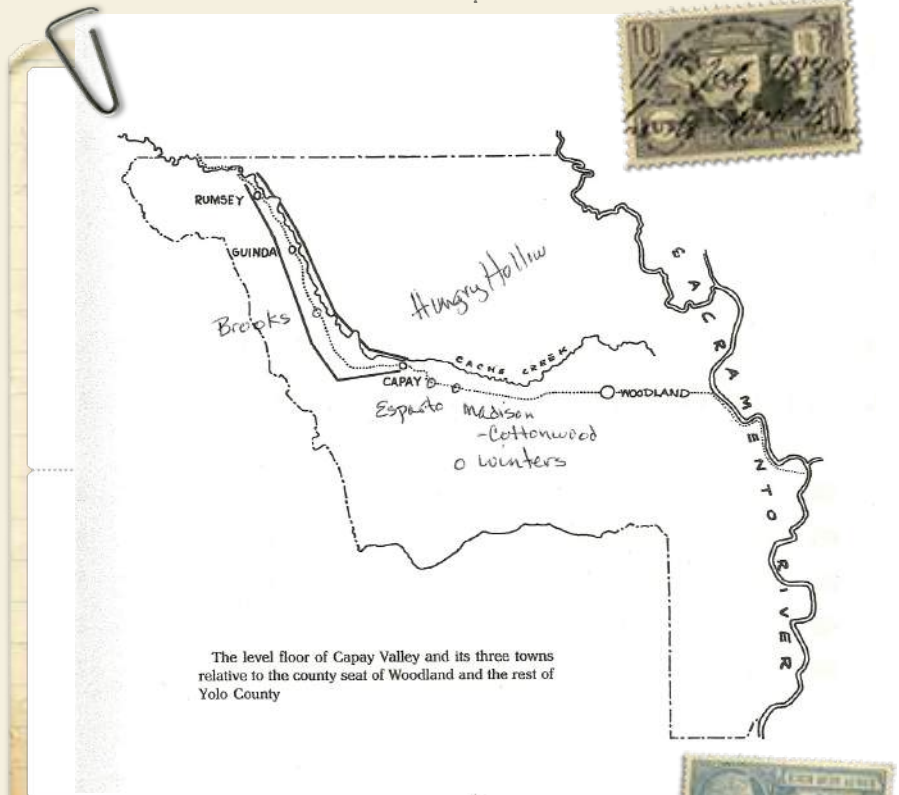 10
July 1898
RUMSEY
GUINDA
Hungry Hollow
Brooks
SACRAMENTO RIVER
CACHE CREEK
CAPAY
WOODLAND
Esparto Madison
-Cottonwood
o Winters
The level floor of Capay Valley and its three towns
relative to the county seat of Woodland and the rest of
Yolo County